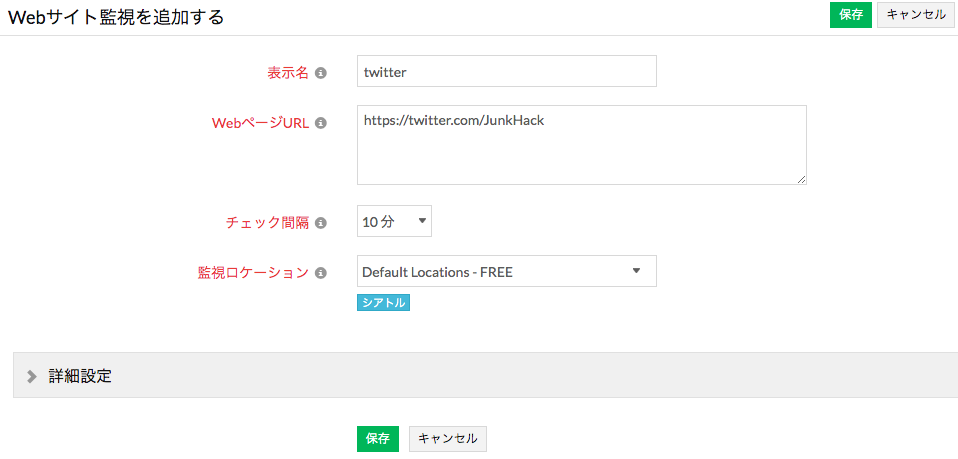 Webサイト監視を追加する
保存 キャンセル
表示名 twitter
WebページURL https://twitter.com/JunkHack
チェック間隔 10 分
監視ロケーション Default Locations - FREE
シアトル
詳細設定
保存 キャンセル